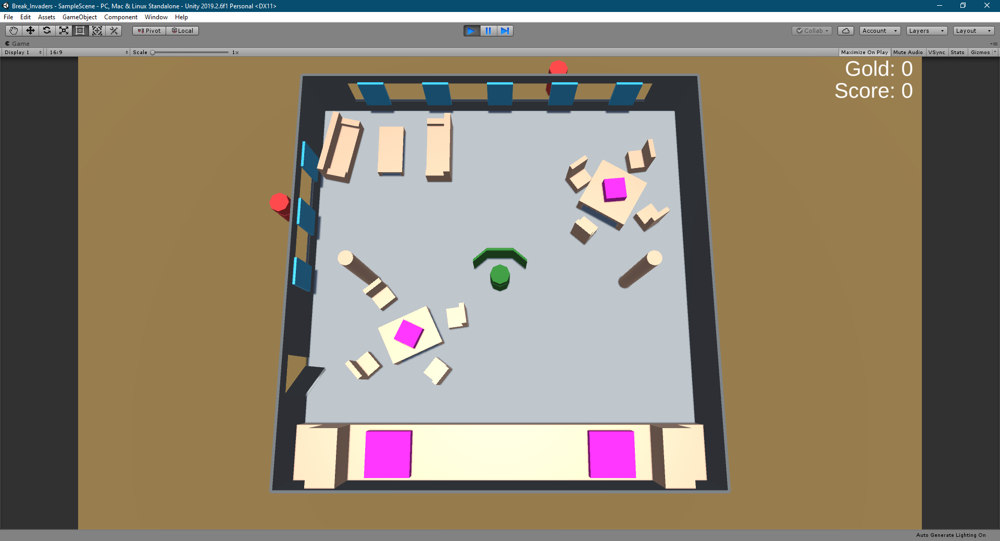 Break_Invaders - SampleScene - PC, Mac & Linux Standalone - Unity 2019.2.6f1 Personal <DX11>
File Edit Assets GameObject Component Window Help
Pivot Local Collab Account Layers Layout
Game
Display 1 16:9 Scale 1x Maximize On Play Mute Audio VSync Stats Gizmos
Gold: 0
Score: 0
Auto Generate Lighting On